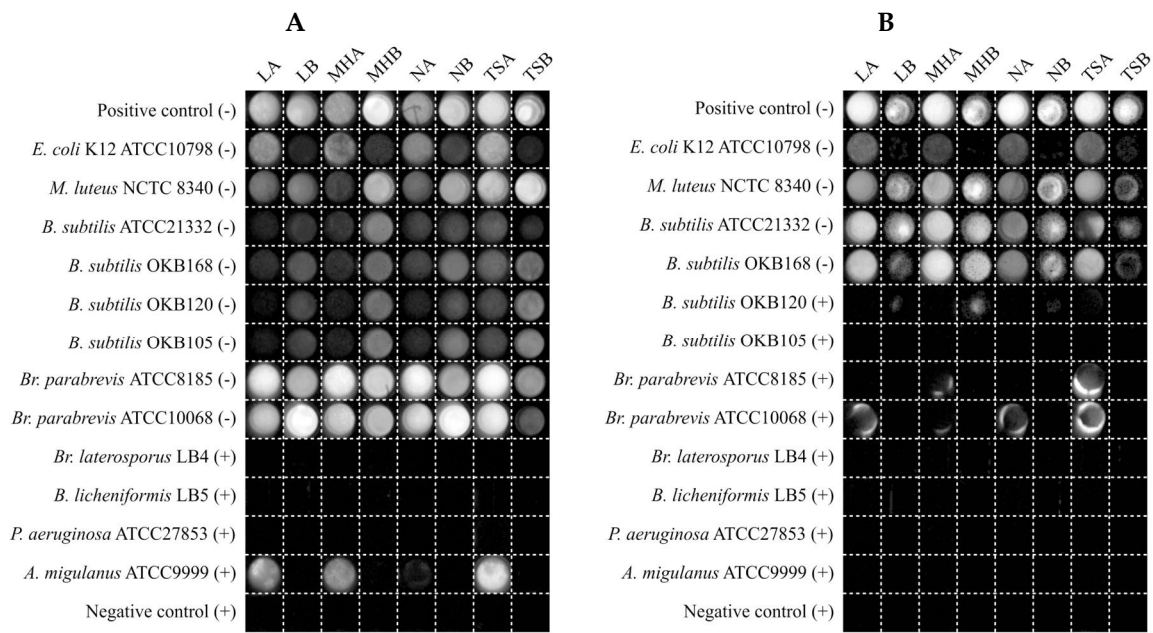 A
LA LB MHA MHB NA NB TSA TSB
Positive control (-)
E. coli K12 ATCC10798 (-)
M. luteus NCTC 8340 (-)
B. subtilis ATCC21332 (-)
B. subtilis OKB168 (-)
B. subtilis OKB120 (-)
B. subtilis OKB105 (-)
Br. parabrevis ATCC8185 (-)
Br. parabrevis ATCC10068 (-)
Br. laterosporus LB4 (+)
B. licheniformis LB5 (+)
P. aeruginosa ATCC27853 (+)
A. migulanus ATCC9999 (+)
Negative control (+)
B
LA LB MHA MHB NA NB TSA TSB
Positive control (-)
E. coli K12 ATCC10798 (-)
M. luteus NCTC 8340 (-)
B. subtilis ATCC21332 (-)
B. subtilis OKB168 (-)
B. subtilis OKB120 (+)
B. subtilis OKB105 (+)
Br. parabrevis ATCC8185 (+)
Br. parabrevis ATCC10068 (+)
Br. laterosporus LB4 (+)
B. licheniformis LB5 (+)
P. aeruginosa ATCC27853 (+)
A. migulanus ATCC9999 (+)
Negative control (+)